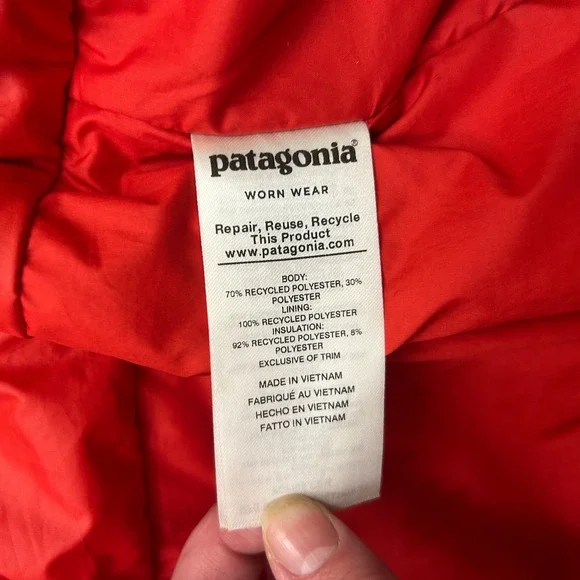 patagonia®
WORN WEAR
Repair, Reuse, Recycle
This Product
www.patagonia.com
BODY:
70% RECYCLED POLYESTER, 30%
POLYESTER
LINING:
100% RECYCLED POLYESTER
INSULATION:
92% RECYCLED POLYESTER, 8%
POLYESTER
EXCLUSIVE OF TRIM
MADE IN VIETNAM
FABRIQUÉ AU VIETNAM
HECHO EN VIETNAM
FATTO IN VIETNAM